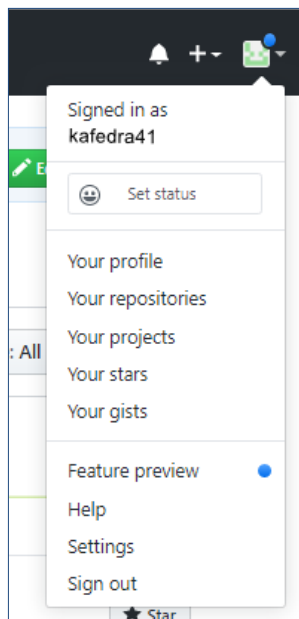 Signed in as
kafedra41
Set status
Your profile
Your repositories
: All
Your projects
Your stars
Your gists
Feature preview
Help
Settings
Sign out
Star